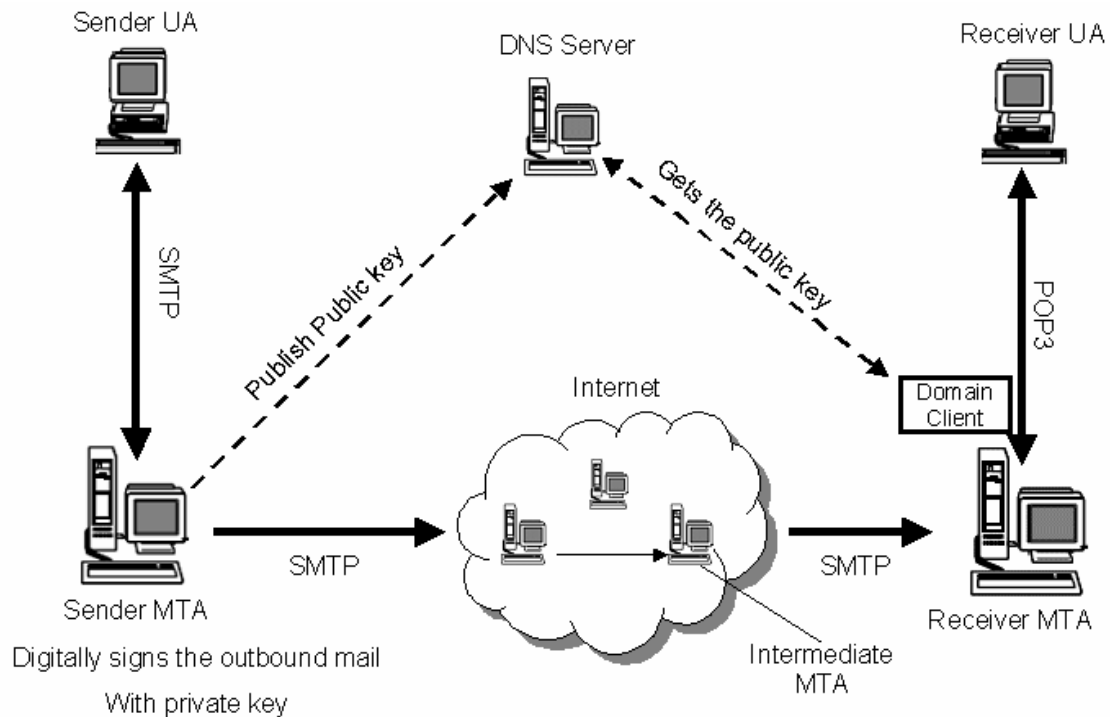 Sender UA
DNS Server
Receiver UA
SMTP
Publish Public key
Gets the public key
POP3
Domain
Client
Internet
SMTP
SMTP
Sender MTA
Receiver MTA
Digitally signs the outbound mail
With private key
Intermediate
MTA